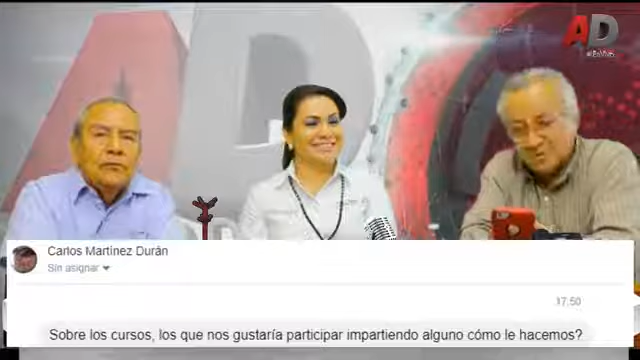 AD
Carlos Martínez Durán
Sin asignar
17:50
Sobre los cursos, los que nos gustaría participar impartiendo alguno cómo le hacemos?